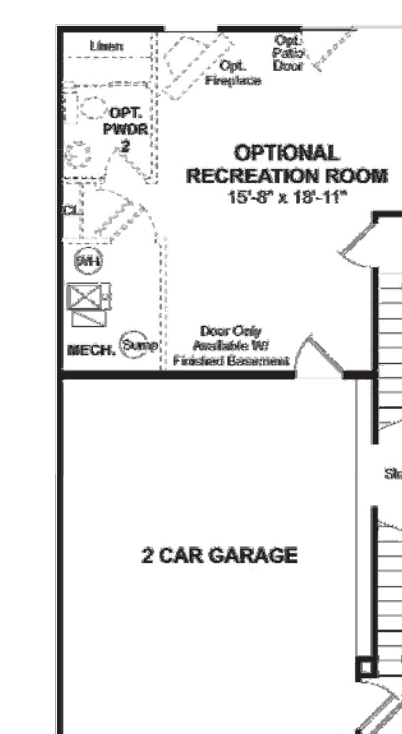 Linen
Opt.
Patio
Door
Opt.
Fireplace
OPT.
PWDR
2
OPTIONAL
RECREATION ROOM
15'-8" x 18'-11"
CL
WH
MECH.
Sump
Door Only
Available W/
Finished Basement
2 CAR GARAGE